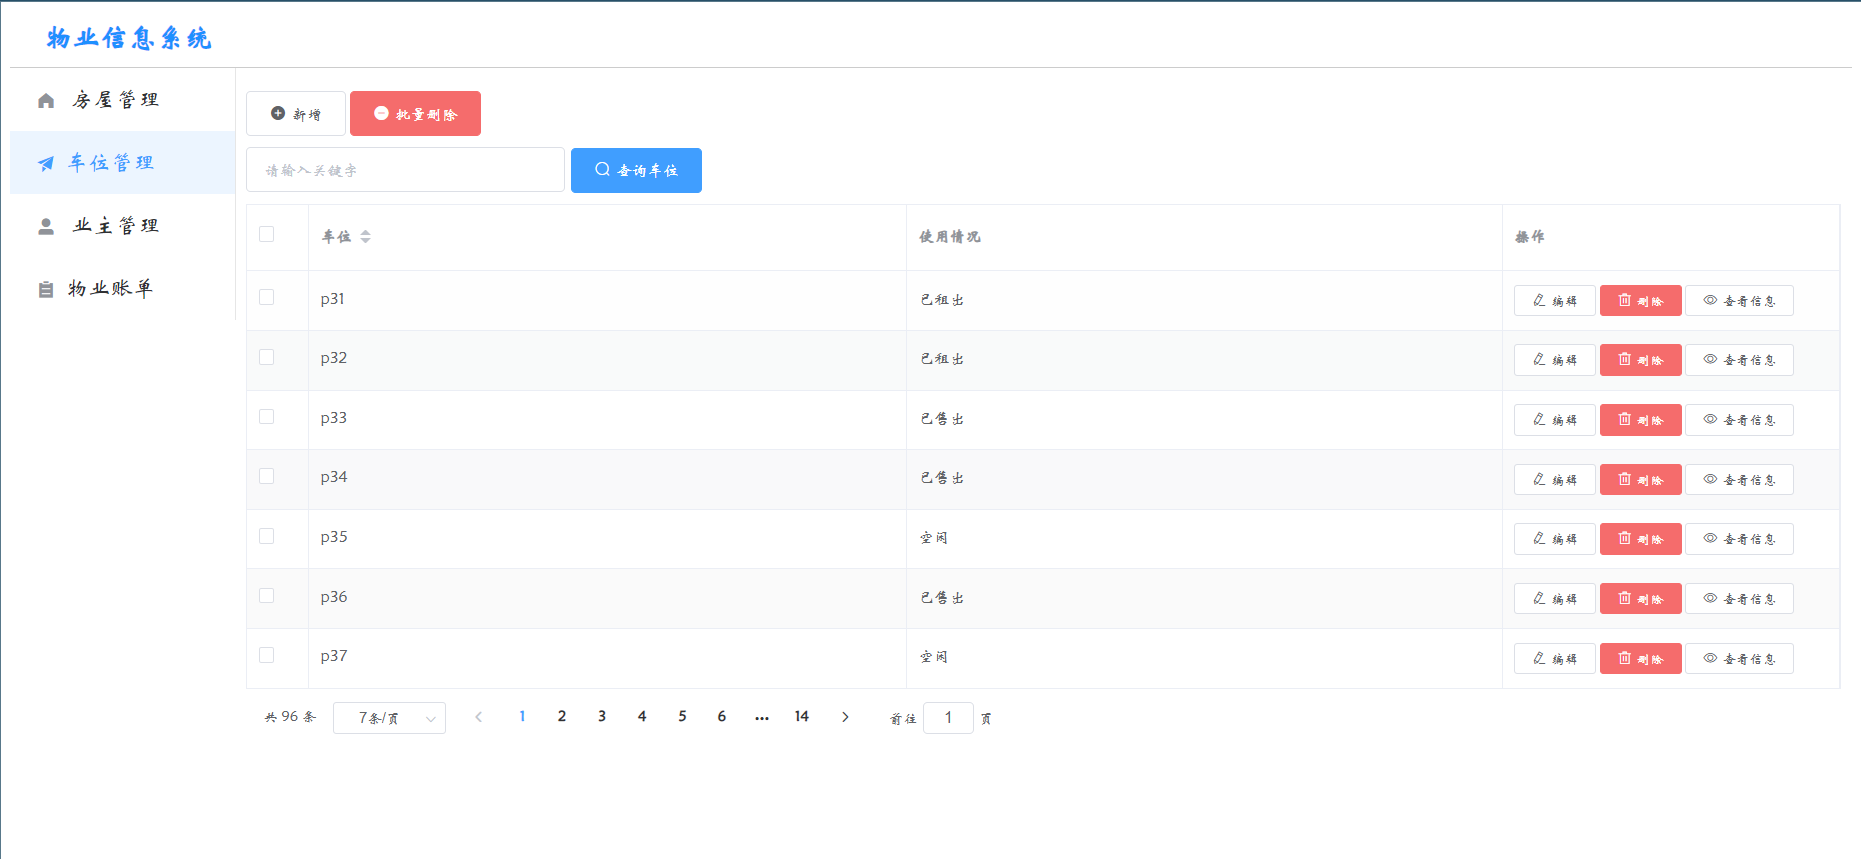 物业信息系统
房屋管理
车位管理
业主管理
物业账单
新增 批量删除
请输入关键字 查询车位
车位 使用情况 操作
p31 已租出 编辑 删除 查看信息
p32 已租出 编辑 删除 查看信息
p33 已售出 编辑 删除 查看信息
p34 已售出 编辑 删除 查看信息
p35 空闲 编辑 删除 查看信息
p36 已售出 编辑 删除 查看信息
p37 空闲 编辑 删除 查看信息
共 96 条 7条/页 1 2 3 4 5 6 ... 14 前往 1 页